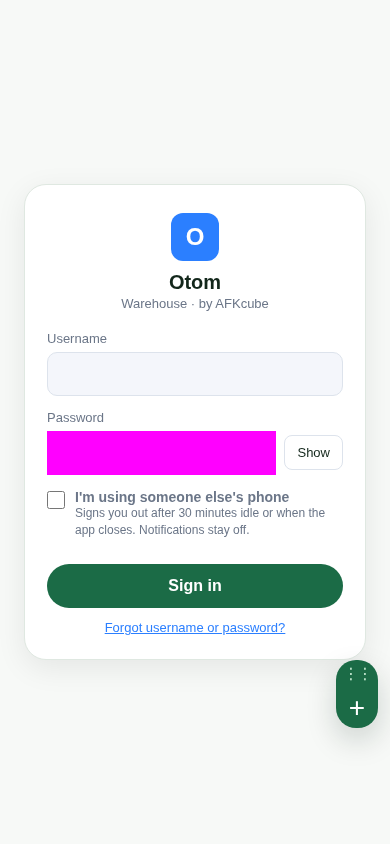 O
Otom
Warehouse · by AFKcube
Username
Password
Show
I'm using someone else's phone
Signs you out after 30 minutes idle or when the
app closes. Notifications stay off.
Sign in
Forgot username or password?
+